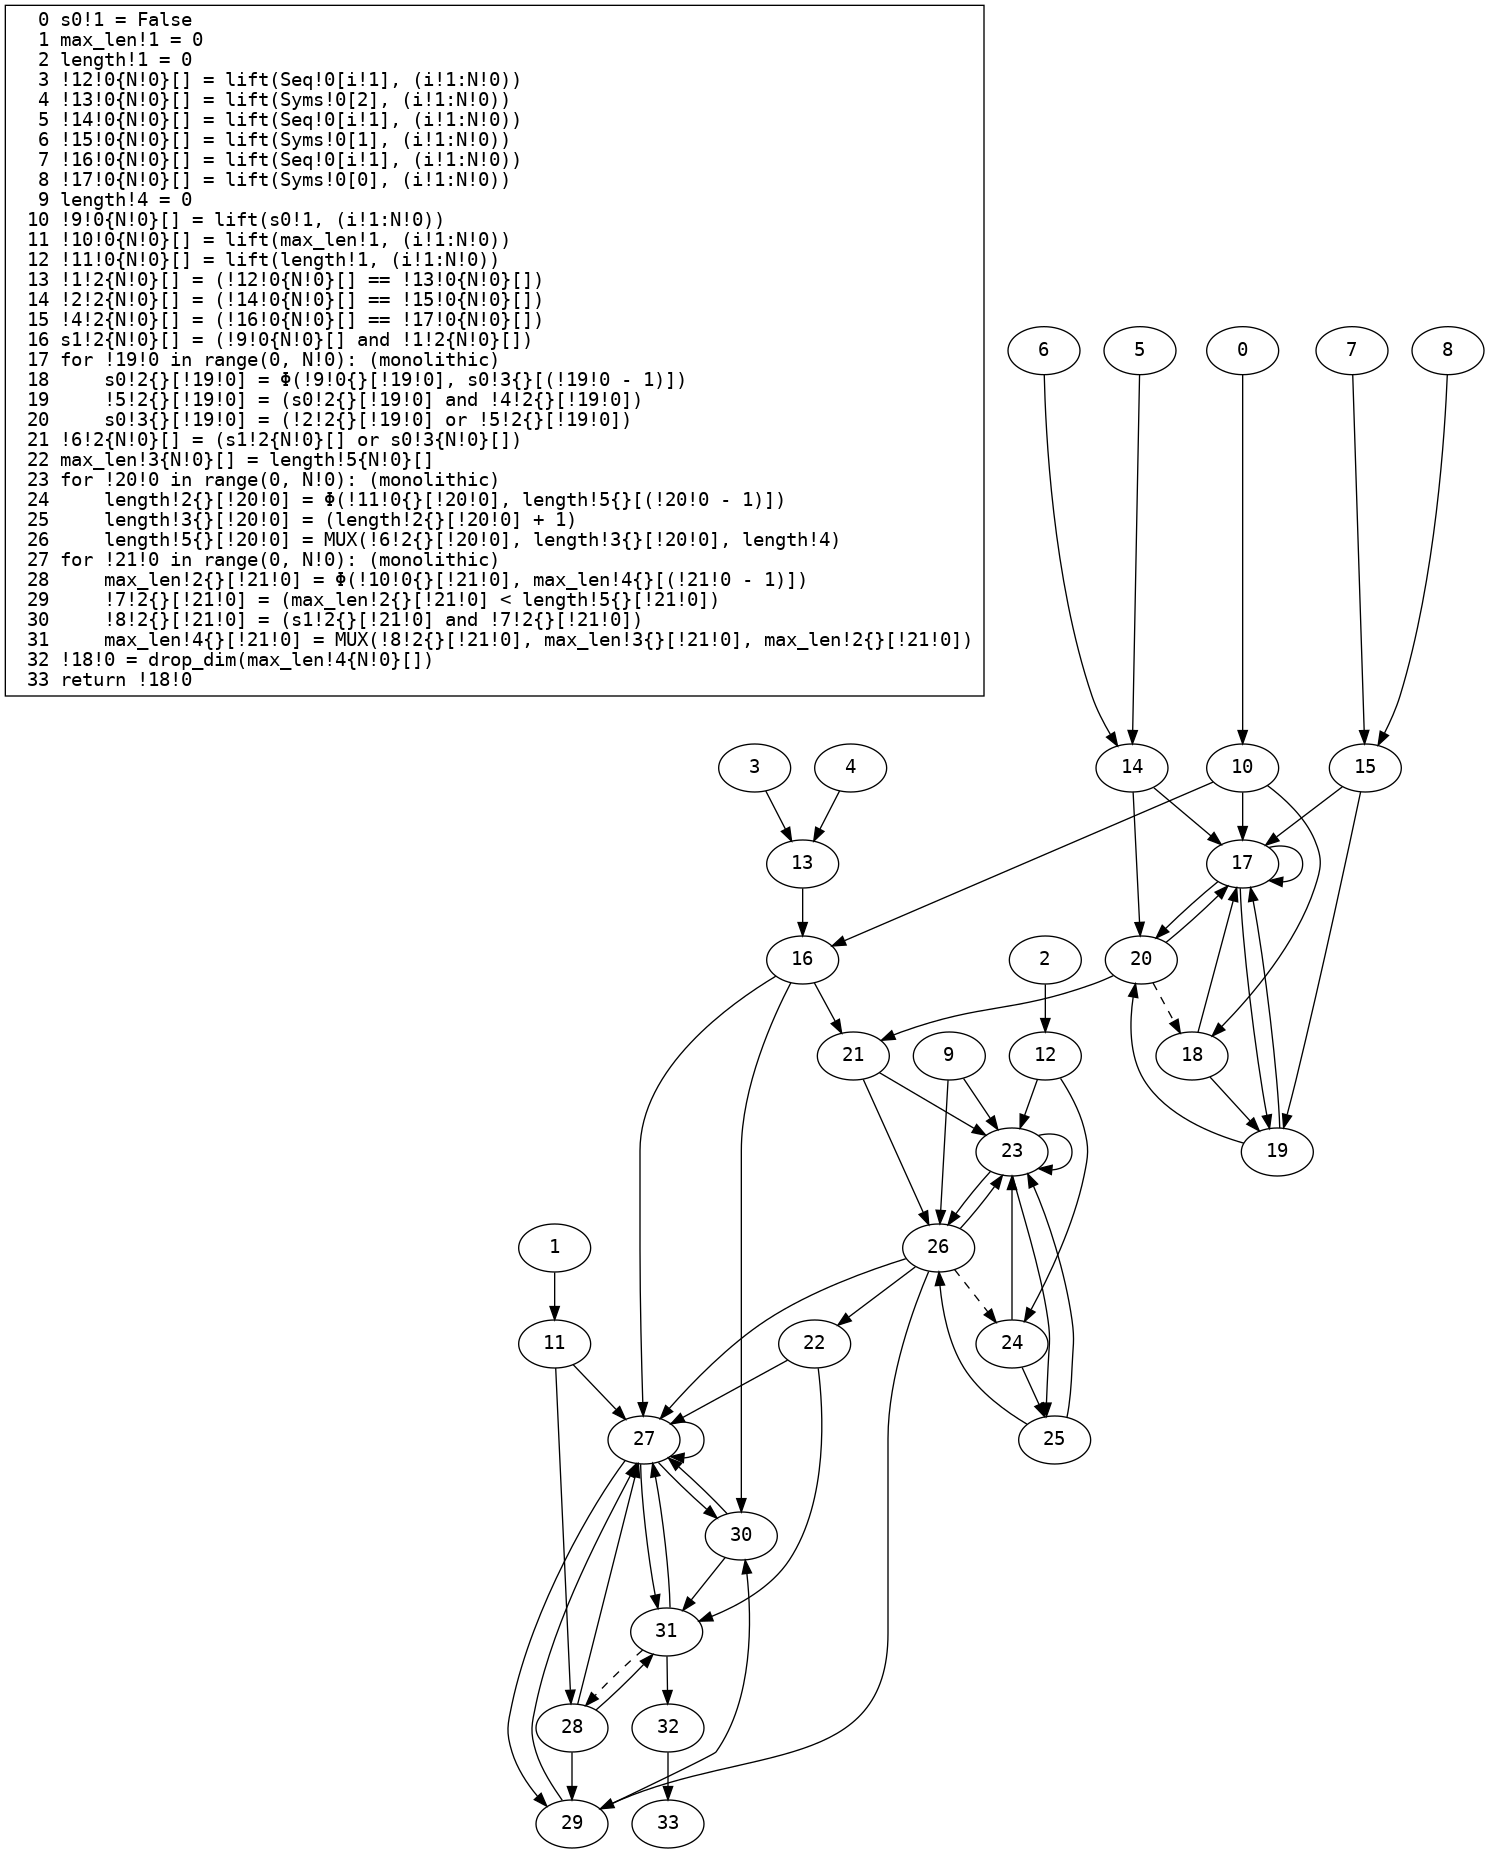 0 s0!1 = False
1 max_len!1 = 0
2 length!1 = 0
3 !12!0{N!0}[] = lift(Seq!0[i!1], (i!1:N!0))
4 !13!0{N!0}[] = lift(Syms!0[2], (i!1:N!0))
5 !14!0{N!0}[] = lift(Seq!0[i!1], (i!1:N!0))
6 !15!0{N!0}[] = lift(Syms!0[1], (i!1:N!0))
7 !16!0{N!0}[] = lift(Seq!0[i!1], (i!1:N!0))
8 !17!0{N!0}[] = lift(Syms!0[0], (i!1:N!0))
9 length!4 = 0
10 !9!0{N!0}[] = lift(s0!1, (i!1:N!0))
11 !10!0{N!0}[] = lift(max_len!1, (i!1:N!0))
12 !11!0{N!0}[] = lift(length!1, (i!1:N!0))
13 !1!2{N!0}[] = (!12!0{N!0}[] == !13!0{N!0}[])
14 !2!2{N!0}[] = (!14!0{N!0}[] == !15!0{N!0}[])
15 !4!2{N!0}[] = (!16!0{N!0}[] == !17!0{N!0}[])
16 s1!2{N!0}[] = (!9!0{N!0}[] and !1!2{N!0}[])
17 for !19!0 in range(0, N!0): (monolithic)
18     s0!2{}[!19!0] = Φ(!9!0{}[!19!0], s0!3{}[(!19!0 - 1)])
19     !5!2{}[!19!0] = (s0!2{}[!19!0] and !4!2{}[!19!0])
20     s0!3{}[!19!0] = (!2!2{}[!19!0] or !5!2{}[!19!0])
21 !6!2{N!0}[] = (s1!2{N!0}[] or s0!3{N!0}[])
22 max_len!3{N!0}[] = length!5{N!0}[]
23 for !20!0 in range(0, N!0): (monolithic)
24     length!2{}[!20!0] = Φ(!11!0{}[!20!0], length!5{}[(!20!0 - 1)])
25     length!3{}[!20!0] = (length!2{}[!20!0] + 1)
26     length!5{}[!20!0] = MUX(!6!2{}[!20!0], length!3{}[!20!0], length!4)
27 for !21!0 in range(0, N!0): (monolithic)
28     max_len!2{}[!21!0] = Φ(!10!0{}[!21!0], max_len!4{}[(!21!0 - 1)])
29     !7!2{}[!21!0] = (max_len!2{}[!21!0] < length!5{}[!21!0])
30     !8!2{}[!21!0] = (s1!2{}[!21!0] and !7!2{}[!21!0])
31     max_len!4{}[!21!0] = MUX(!8!2{}[!21!0], max_len!3{}[!21!0], max_len!2{}[!21!0])
32 !18!0 = drop_dim(max_len!4{N!0}[])
33 return !18!0
6 5 0 7 8
3 4 14 10 15
13 17
16 2 20
21 9 12 18
23 19
1 26
11 22 24
27 25
30
31
28 32
29 33